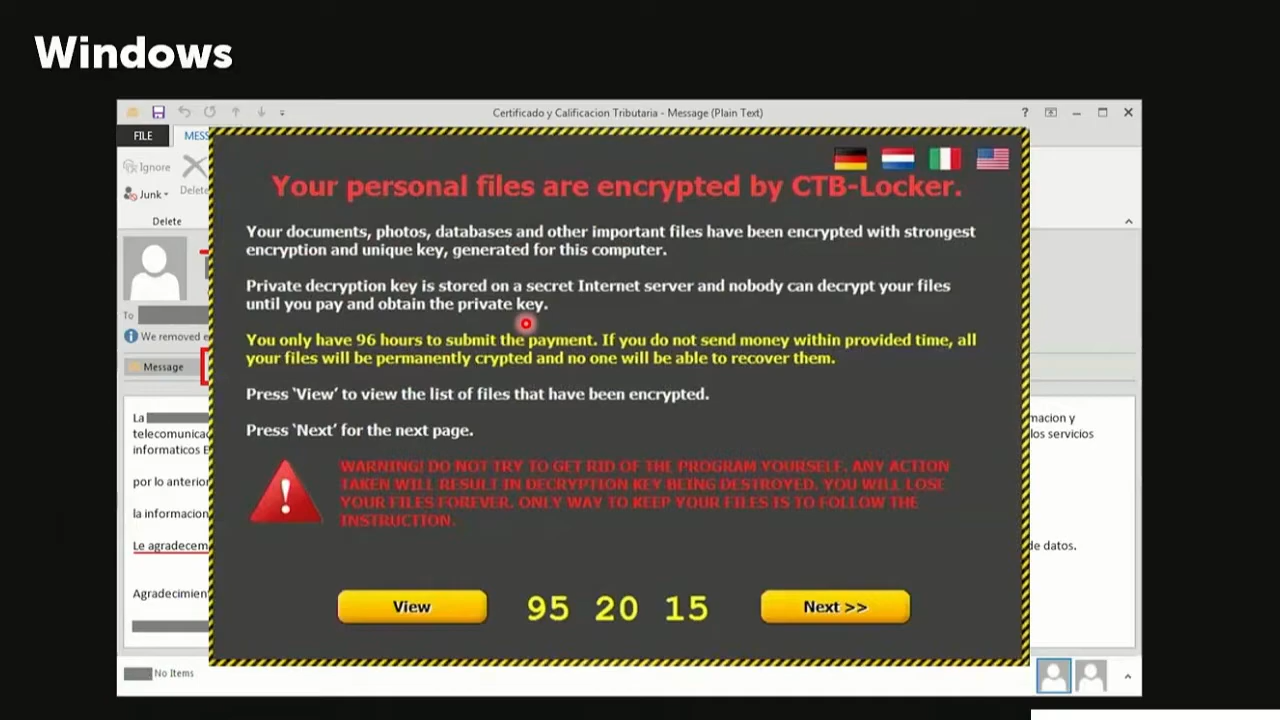 Windows
Certificado y Calificacion Tributaria - Message (Plain Text)
FILE
MESS
Ignore
Junk
Delete
Delete
To
We removed e
Message
Your personal files are encrypted by CTB-Locker.
Your documents, photos, databases and other important files have been encrypted with strongest
encryption and unique key, generated for this computer.
Private decryption key is stored on a secret Internet server and nobody can decrypt your files
until you pay and obtain the private key.
You only have 96 hours to submit the payment. If you do not send money within provided time, all
your files will be permanently crypted and no one will be able to recover them.
Press 'View' to view the list of files that have been encrypted.
Press 'Next' for the next page.
WARNING! DO NOT TRY TO GET RID OF THE PROGRAM YOURSELF. ANY ACTION
TAKEN WILL RESULT IN DECRYPTION KEY BEING DESTROYED. YOU WILL LOSE
YOUR FILES FOREVER. ONLY WAY TO KEEP YOUR FILES IS TO FOLLOW THE
INSTRUCTION.
View
95 20 15
Next >>
La
macion y
telecomunicac
los servicios
informaticos E
por lo anterior
la informacion
Le agradecem
de datos.
Agradecimien
No Items